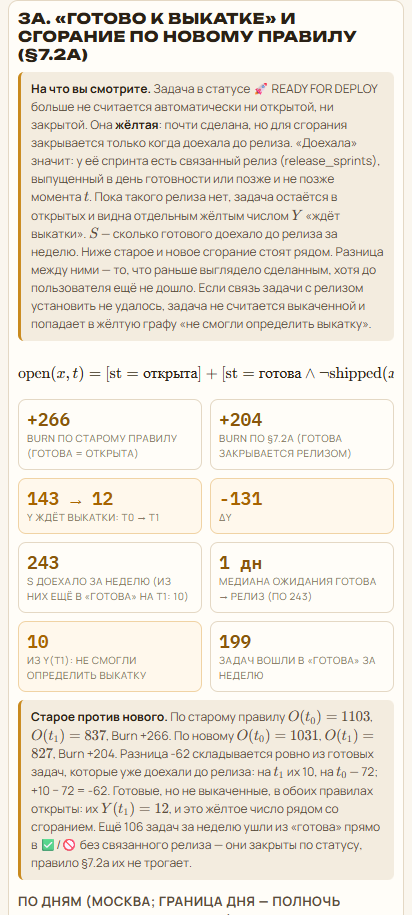 3А. «ГОТОВО К ВЫКАТКЕ» И
СГОРАНИЕ ПО НОВОМУ ПРАВИЛУ
(§7.2А)
На что вы смотрите. Задача в статусе 🚀 READY FOR DEPLOY
больше не считается автоматически ни открытой, ни
закрытой. Она жёлтая: почти сделана, но для сгорания
закрывается только когда доехала до релиза. «Доехала»
значит: у её спринта есть связанный релиз (release_sprints),
выпущенный в день готовности или позже и не позже
момента t. Пока такого релиза нет, задача остаётся в
открытых и видна отдельным жёлтым числом Y «ждёт
выкатки». S — сколько готового доехало до релиза за
неделю. Ниже старое и новое сгорание стоят рядом. Разница
между ними — то, что раньше выглядело сделанным, хотя до
пользователя ещё не дошло. Если связь задачи с релизом
установить не удалось, задача не считается выкаченной и
попадает в жёлтую графу «не смогли определить выкатку».
open(x, t) = [st = открыта] + [st = готова ∧ ¬shipped(x
+266
BURN ПО СТАРОМУ ПРАВИЛУ
(ГОТОВА = ОТКРЫТА)
+204
BURN ПО §7.2А (ГОТОВА
ЗАКРЫВАЕТСЯ РЕЛИЗОМ)
143 → 12
Y ЖДЁТ ВЫКАТКИ: T0 → T1
-131
ΔY
243
S ДОЕХАЛО ЗА НЕДЕЛЮ (ИЗ
НИХ ЕЩЁ В «ГОТОВА» НА T1: 10)
1 дн
МЕДИАНА ОЖИДАНИЯ ГОТОВА
→ РЕЛИЗ (ПО 243)
10
ИЗ Y(T1): НЕ СМОГЛИ
ОПРЕДЕЛИТЬ ВЫКАТКУ
199
ЗАДАЧ ВОШЛИ В «ГОТОВА» ЗА
НЕДЕЛЮ
Старое против нового. По старому правилу O(t₀) = 1103,
O(t₁) = 837, Burn +266. По новому O(t₀) = 1031, O(t₁) =
827, Burn +204. Разница -62 складывается ровно из готовых
задач, которые уже доехали до релиза: на t₁ их 10, на t₀ – 72;
+10 − 72 = -62. Готовые, но не выкаченные, в обоих правилах
открыты: их Y(t₁) = 12, и это жёлтое число рядом со
сгоранием. Ещё 106 задач за неделю ушли из «готова» прямо
в ✅ / 🚫 без связанного релиза — они закрыты по статусу,
правило §7.2а их не трогает.
ПО ДНЯМ (МОСКВА; ГРАНИЦА ДНЯ — ПОЛНОЧЬ